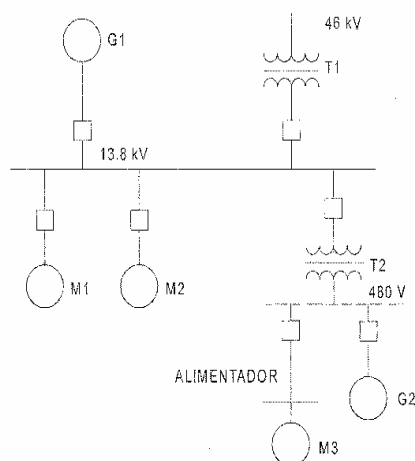 G1
46 kV
T1
13.8 kV
M1
M2
T2
480 V
ALIMENTADOR
G2
M3